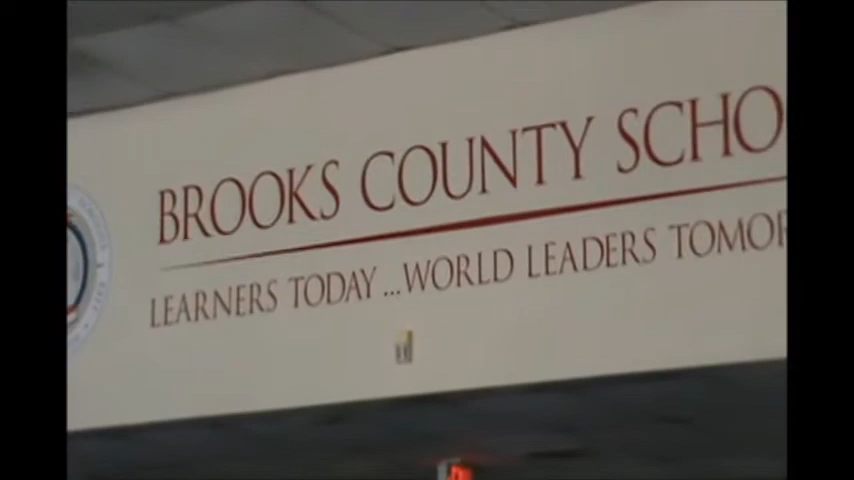 BROOKS COUNTY SCHO
LEARNERS TODAY...WORLD LEADERS TOMOR